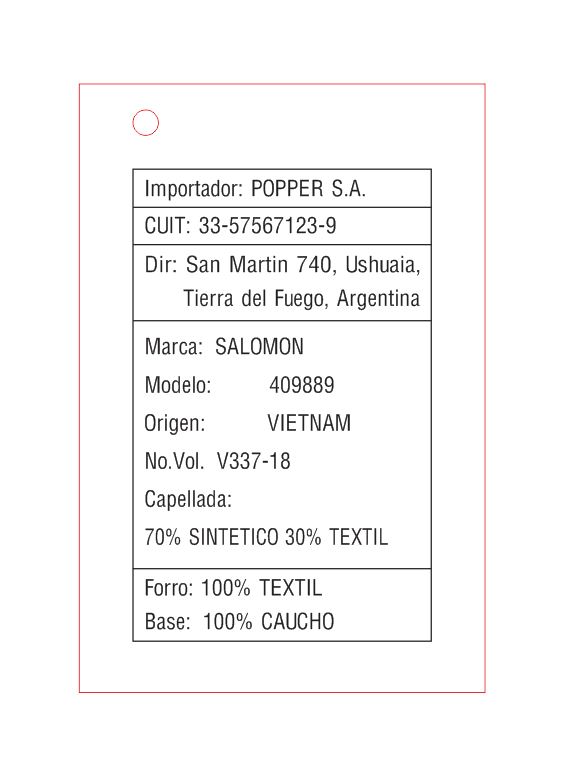 Importador: POPPER S.A.
CUIT: 33-57567123-9
Dir: San Martin 740, Ushuaia,
Tierra del Fuego, Argentina
Marca: SALOMON
Modelo: 409889
Origen: VIETNAM
No.Vol. V337-18
Capellada:
70% SINTETICO 30% TEXTIL
Forro: 100% TEXTIL
Base: 100% CAUCHO